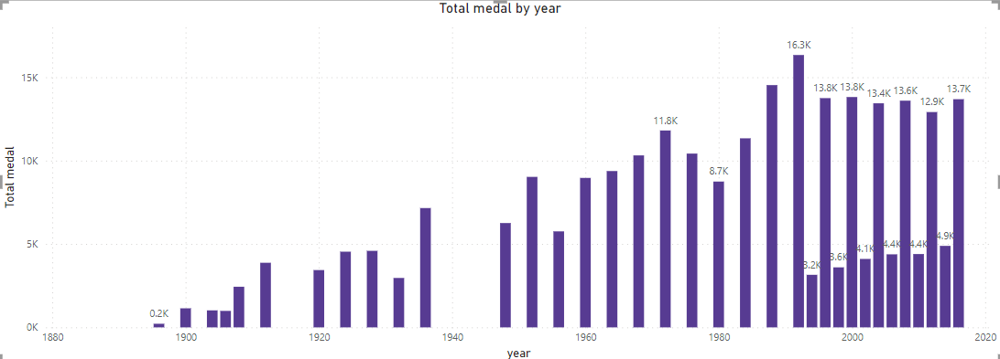 Total medal by year
16.3K
15K
13.8K
13.8K
13.4K
13.6K
13.7K
12.9K
11.8K
10K
8.7K
Total medal
5K
3.2K
3.6K
4.1K
4.4K
4.4K
4.9K
0.2K
0K
1880 1900 1920 1940 1960 1980 2000 2020
year